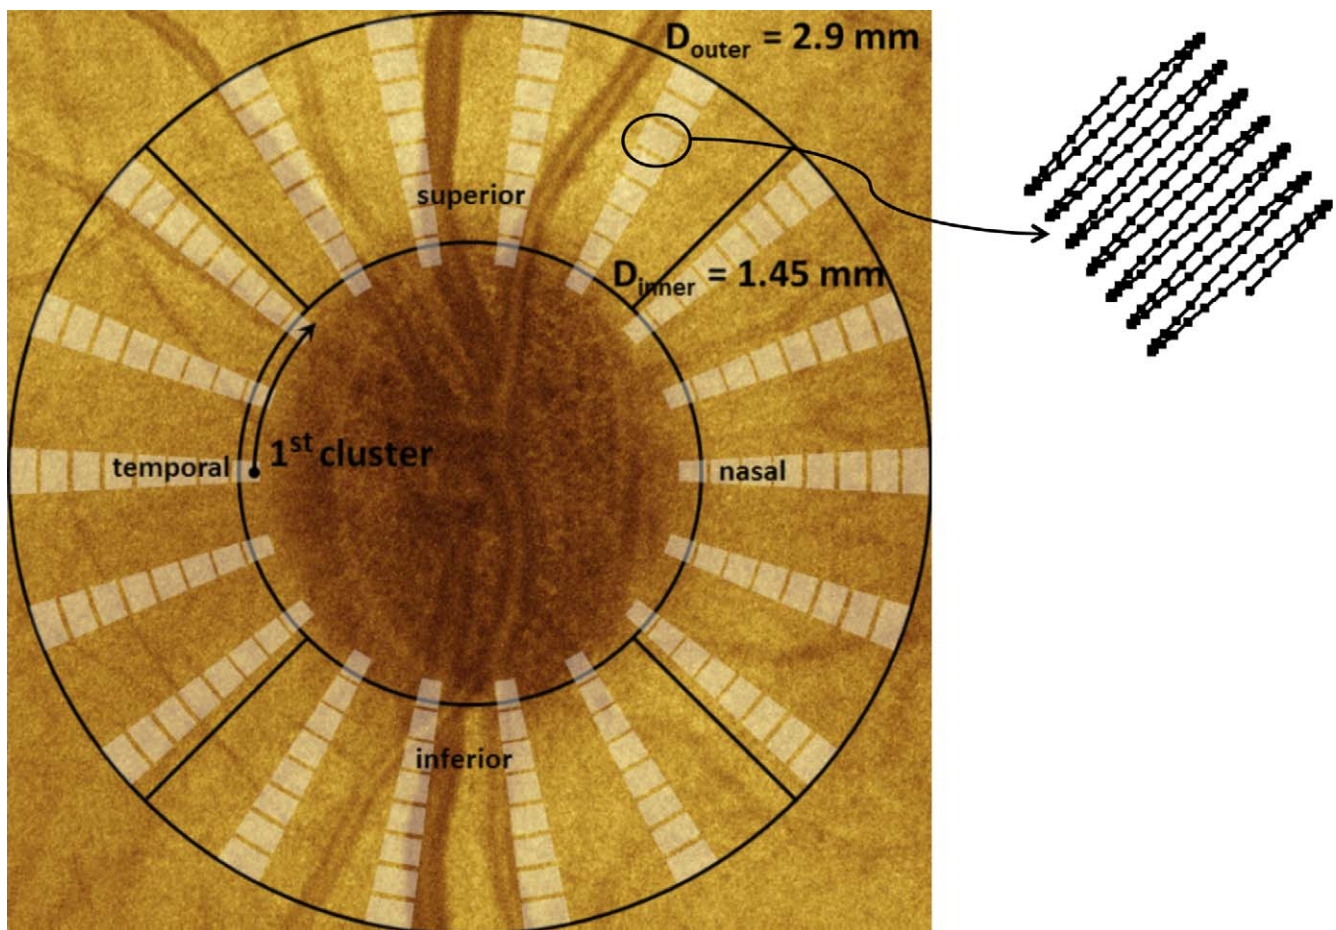 D_outer = 2.9 mm
superior
D_inner = 1.45 mm
temporal
1st cluster
nasal
inferior